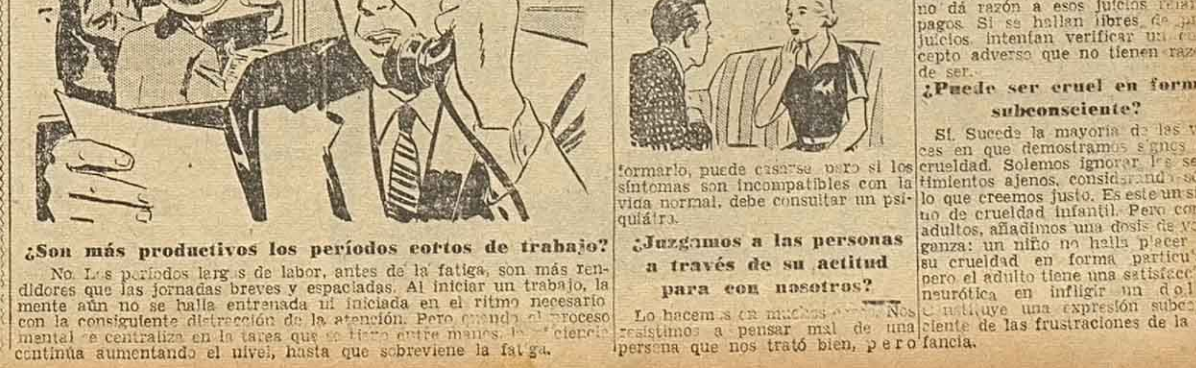 ¿Son más productivos los períodos cortos de trabajo?
No. Los períodos largos de labor, antes de la fatiga, son más ren-
didores que las jornadas breves y espaciadas. Al iniciar un trabajo, la
mente aún no se halla entrenada ni iniciada en el ritmo necesario
con la consiguiente distracción de la atención. Pero cuando el proceso
mental se centraliza en la tarea que se tiene entre manos,
continúa aumentando el nivel, hasta que sobreviene la fatiga.
formarlo, puede casarse pero si los
síntomas son incompatibles con la
vida normal, debe consultar un psi-
quiátra.
¿Juzgamos a las personas
a través de su actitud
para con nosotros?
Lo hacemos en muchos Nos
resistimos a pensar mal de una
persona que nos trató bien, pero
no dá razón a esos juicios
pagos. Si se hallan libres de
juicios, intentan verificar un
cepto adverso que no tienen
de ser.
¿Puede ser cruel en
subconsciente?
Sí. Sucede la mayoría de las
ces en que demostramos signos
crueldad. Solemos ignorar los
timientos ajenos, considerando
lo que creemos justo. Es este un
no de crueldad infantil. Pero
adultos, añadimos una dosis de
ganza: un niño no halla placer
su crueldad en forma
pero el adulto tiene una
neurótica en infligir un
Constituye una expresión
ciente de las frustraciones de la
fancia.